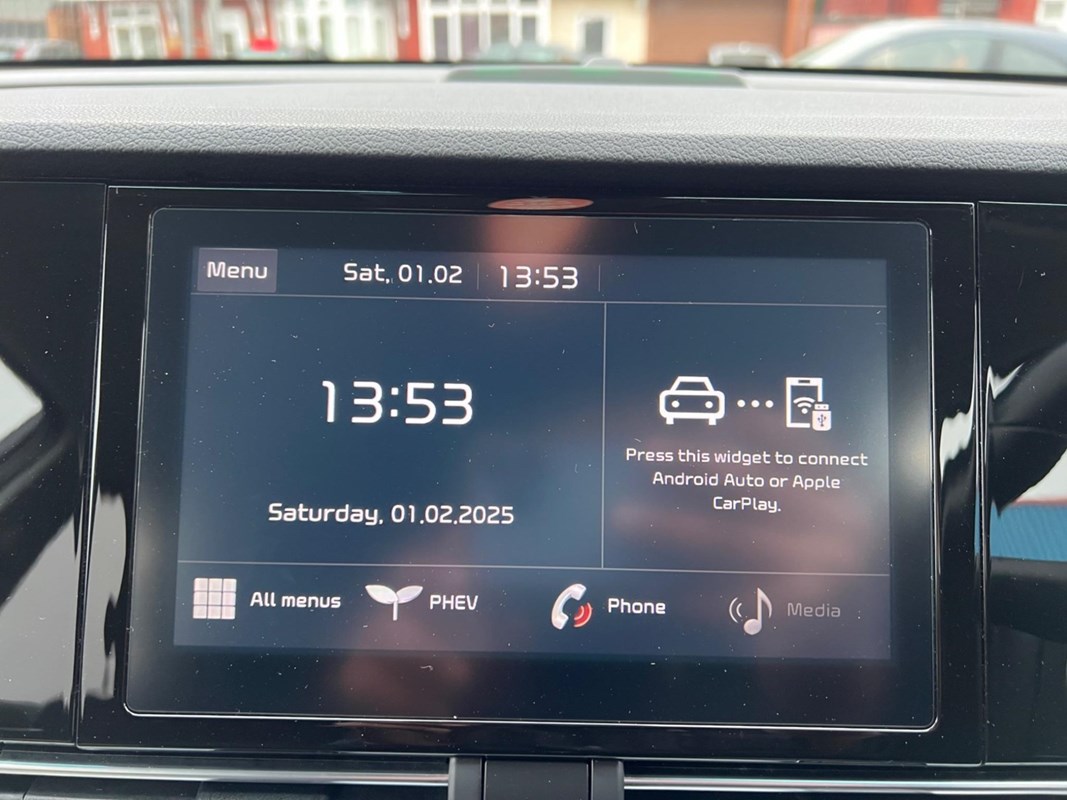 Menu
Sat, 01.02
13:53
13:53
Saturday, 01.02.2025
Press this widget to connect
Android Auto or Apple
CarPlay.
All menus
PHEV
Phone
Media